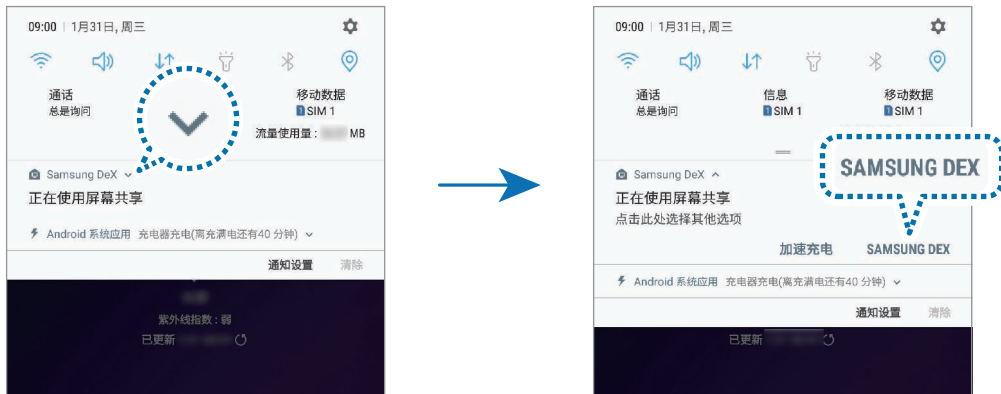 09:00 | 1月31日, 周三
通话
总是询问
移动数据
1 SIM 1
流量使用量 : MB
Samsung DeX
正在使用屏幕共享
Android 系统应用 充电器充电(离充满电还有40 分钟)
通知设置 清除
紫外线指数 : 弱
已更新
09:00 | 1月31日, 周三
通话 信息 移动数据
总是询问 1 SIM 1 1 SIM 1
SAMSUNG DEX
Samsung DeX
正在使用屏幕共享
点击此处选择其他选项
加速充电 SAMSUNG DEX
Android 系统应用 充电器充电(离充满电还有40 分钟)
通知设置 清除
已更新